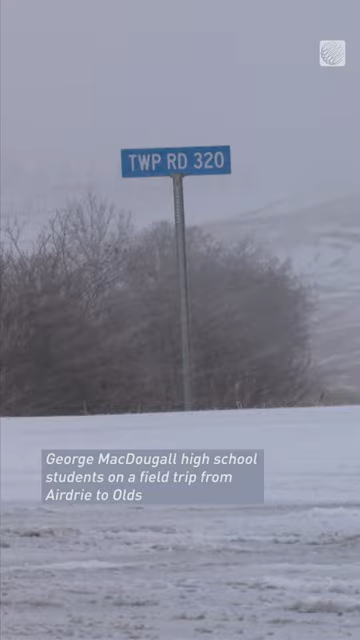 TWP RD 320
George MacDougall high school
students on a field trip from
Airdrie to Olds